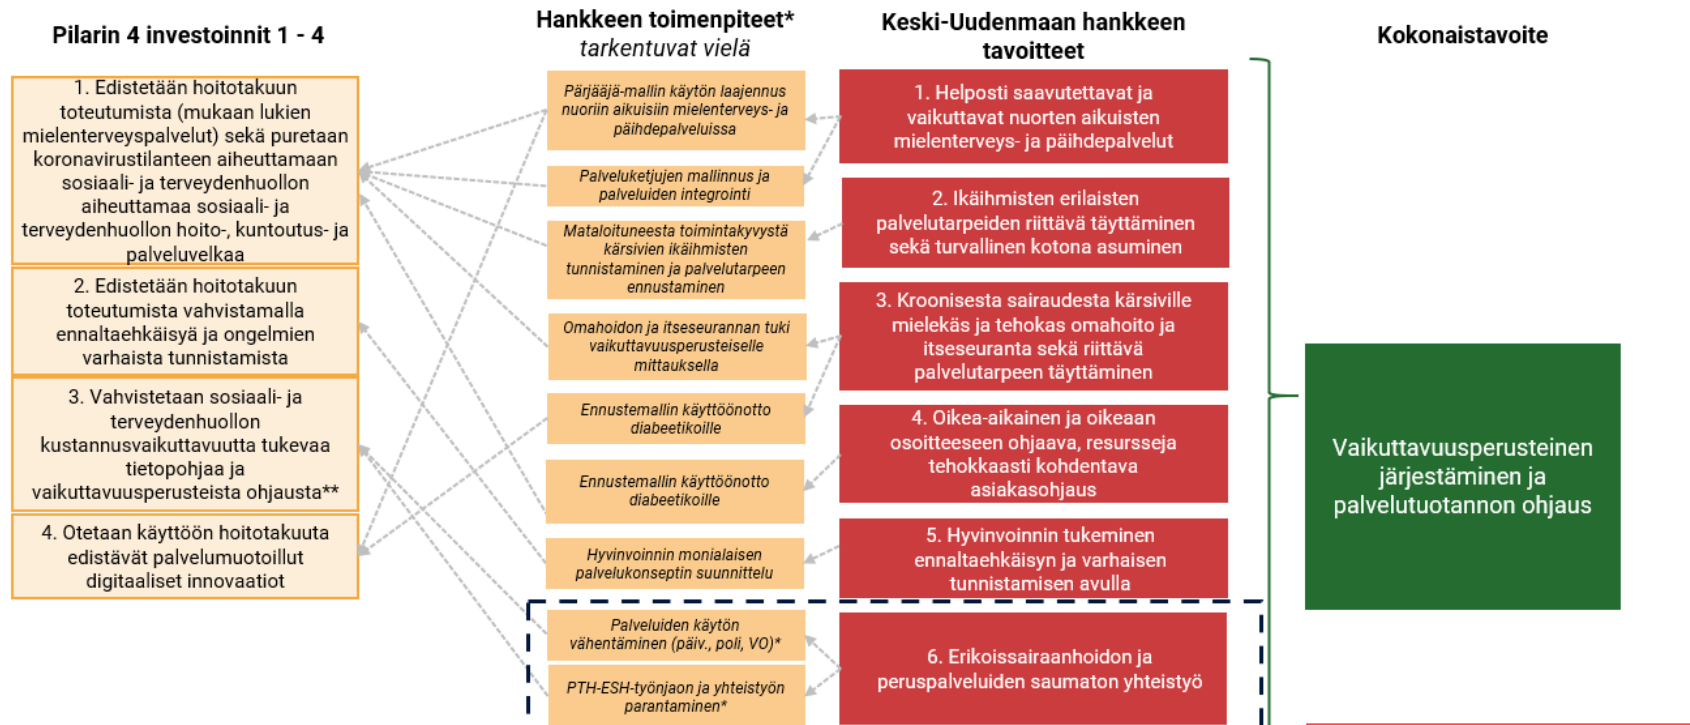 Pilarin 4 investoinnit 1 - 4
1. Edistetään hoitotakuun
toteutumista (mukaan lukien
mielenterveyspalvelut) sekä puretaan
koronavirustilanteen aiheuttamaan
sosiaali- ja terveydenhuollon
aiheuttamaa sosiaali- ja
terveydenhuollon hoito-, kuntoutus- ja
palveluvelkaa
2. Edistetään hoitotakuun
toteutumista vahvistamalla
ennaltaehkäisyä ja ongelmien
varhaista tunnistamista
3. Vahvistetaan sosiaali- ja
terveydenhuollon
kustannusvaikuttavuutta tukevaa
tietopohjaa ja
vaikuttavuusperusteista ohjausta**
4. Otetaan käyttöön hoitotakuuta
edistävät palvelumuotoillut
digitaaliset innovaatiot
Hankkeen toimenpiteet*
tarkentuvat vielä
Pärjääjä-mallin käytön laajennus
nuoriin aikuisiin mielenterveys- ja
päihdepalveluissa
Palveluketjujen mallinnus ja
palveluiden integrointi
Mataloituneesta toimintakyvystä
kärsivien ikäihmisten
tunnistaminen ja palvelutarpeen
ennustaminen
Omahoidon ja itseseurannan tuki
vaikuttavuusperusteiselle
mittauksella
Ennustemallin käyttöönotto
diabeetikoille
Ennustemallin käyttöönotto
diabeetikoille
Hyvinvoinnin monialaisen
palvelukonseptin suunnittelu
Palveluiden käytön
vähentäminen (päiv., poli, VO)*
PTH-ESH-työnjaon ja yhteistyön
parantaminen*
Keski-Uudenmaan hankkeen
tavoitteet
1. Helposti saavutettavat ja
vaikuttavat nuorten aikuisten
mielenterveys- ja päihdepalvelut
2. Ikäihmisten erilaisten
palvelutarpeiden riittävä täyttäminen
sekä turvallinen kotona asuminen
3. Kroonisesta sairaudesta kärsiville
mielekäs ja tehokas omahoito ja
itseseuranta sekä riittävä
palvelutarpeen täyttäminen
4. Oikea-aikainen ja oikeaan
osoitteeseen ohjaava, resursseja
tehokkaasti kohdentava
asiakasohjaus
5. Hyvinvoinnin tukeminen
ennaltaehkäisyn ja varhaisen
tunnistamisen avulla
6. Erikoissairaanhoidon ja
peruspalveluiden saumaton yhteistyö
Kokonaistavoite
Vaikuttavuusperusteinen
järjestäminen ja
palvelutuotannon ohjaus